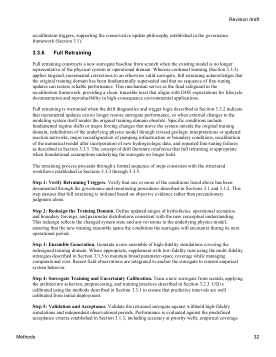 Revision draft
recalibration triggers, supporting the conservative update philosophy established in the governance
framework (Section 3.1).
3.3.6 Full Retraining
Full retraining constructs a new surrogate baseline from scratch when the existing model is no longer
representative of the physical system or operational domain. Whereas continual learning (Section 3.3.3)
applies targeted, incremental corrections to an otherwise valid surrogate, full retraining acknowledges that
the original training domain has been fundamentally superseded and that no sequence of fine-tuning
updates can restore reliable performance. This mechanism serves as the final safeguard in the
recalibration framework, providing a clean, traceable reset that aligns with DOE expectations for lifecycle
documentation and reproducibility in high-consequence environmental applications.
Full retraining is warranted when the drift diagnostics and trigger logic described in Section 3.3.2 indicate
that incremental updates can no longer restore surrogate performance, or when external changes to the
modeling system itself render the original training domain obsolete. Specific conditions include
fundamental regime shifts or major forcing changes that move the system outside the original training
domain, redefinition of the underlying physics model through revised geologic interpretations or updated
reaction networks, major reconfiguration of pumping infrastructure or boundary conditions, recalibration
of the numerical model after incorporation of new hydrogeologic data, and repeated fine-tuning failures
as described in Section 3.3.3. The concept of drift literature confirms that full retraining is appropriate
when foundational assumptions underlying the surrogate no longer hold.
The retraining process proceeds through a formal sequence of steps consistent with the structured
workflows established in Sections 3.3.3 through 3.3.5:
Step 1: Verify Retraining Triggers. Verify that one or more of the conditions listed above has been
documented through the governance and monitoring procedures described in Sections 3.1 and 3.3.2. This
step ensures that full retraining is initiated based on objective evidence rather than precautionary
judgment alone.
Step 2: Redesign the Training Domain. Define updated ranges of hydraulics, operational scenarios,
and boundary forcings, and parameter distributions consistent with the new conceptual understanding.
This redesign reflects the changed system state and any revisions to the underlying physics model,
ensuring that the new training ensemble spans the conditions the surrogate will encounter during its next
operational period.
Step 3: Ensemble Generation. Generate a new ensemble of high-fidelity simulations covering the
redesigned training domain. Where appropriate, supplement with low-fidelity runs using the multi-fidelity
strategies described in Section 3.3.5 to maintain broad parameter-space coverage while managing
computational cost. Recent field observations are integrated to anchor the surrogate to current empirical
system behavior.
Step 4: Surrogate Training and Uncertainty Calibration. Train a new surrogate from scratch, applying
the architecture selection, preprocessing, and training practices described in Section 3.2.3. UQ is
calibrated using the methods described in Section 3.3.1 to ensure that predictive intervals are well
calibrated from initial deployment.
Step 5: Validation and Acceptance. Validate the retrained surrogate against withheld high-fidelity
simulations and independent observations periods. Performance is evaluated against the predefined
acceptance criteria established in Section 3.1.3, including accuracy at priority wells, empirical coverage
Methods 32